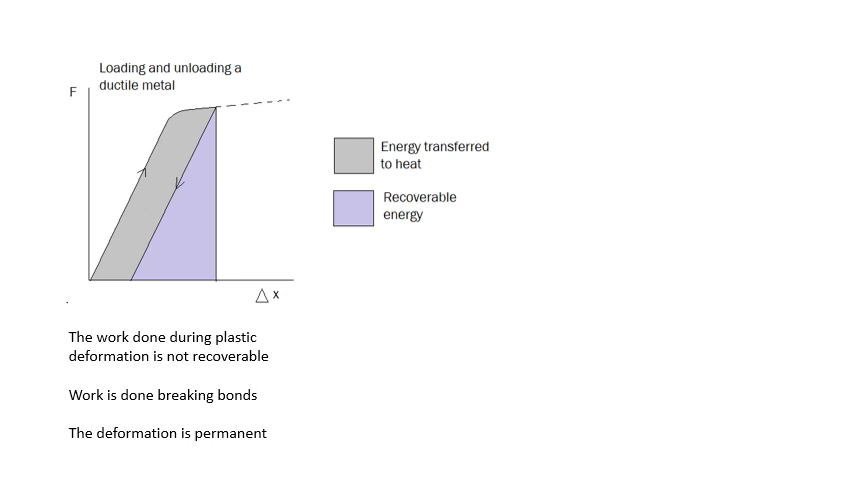 Loading and unloading a
ductile metal
F
Energy transferred
to heat
Recoverable
energy
△ x
.
The work done during plastic
deformation is not recoverable
Work is done breaking bonds
The deformation is permanent